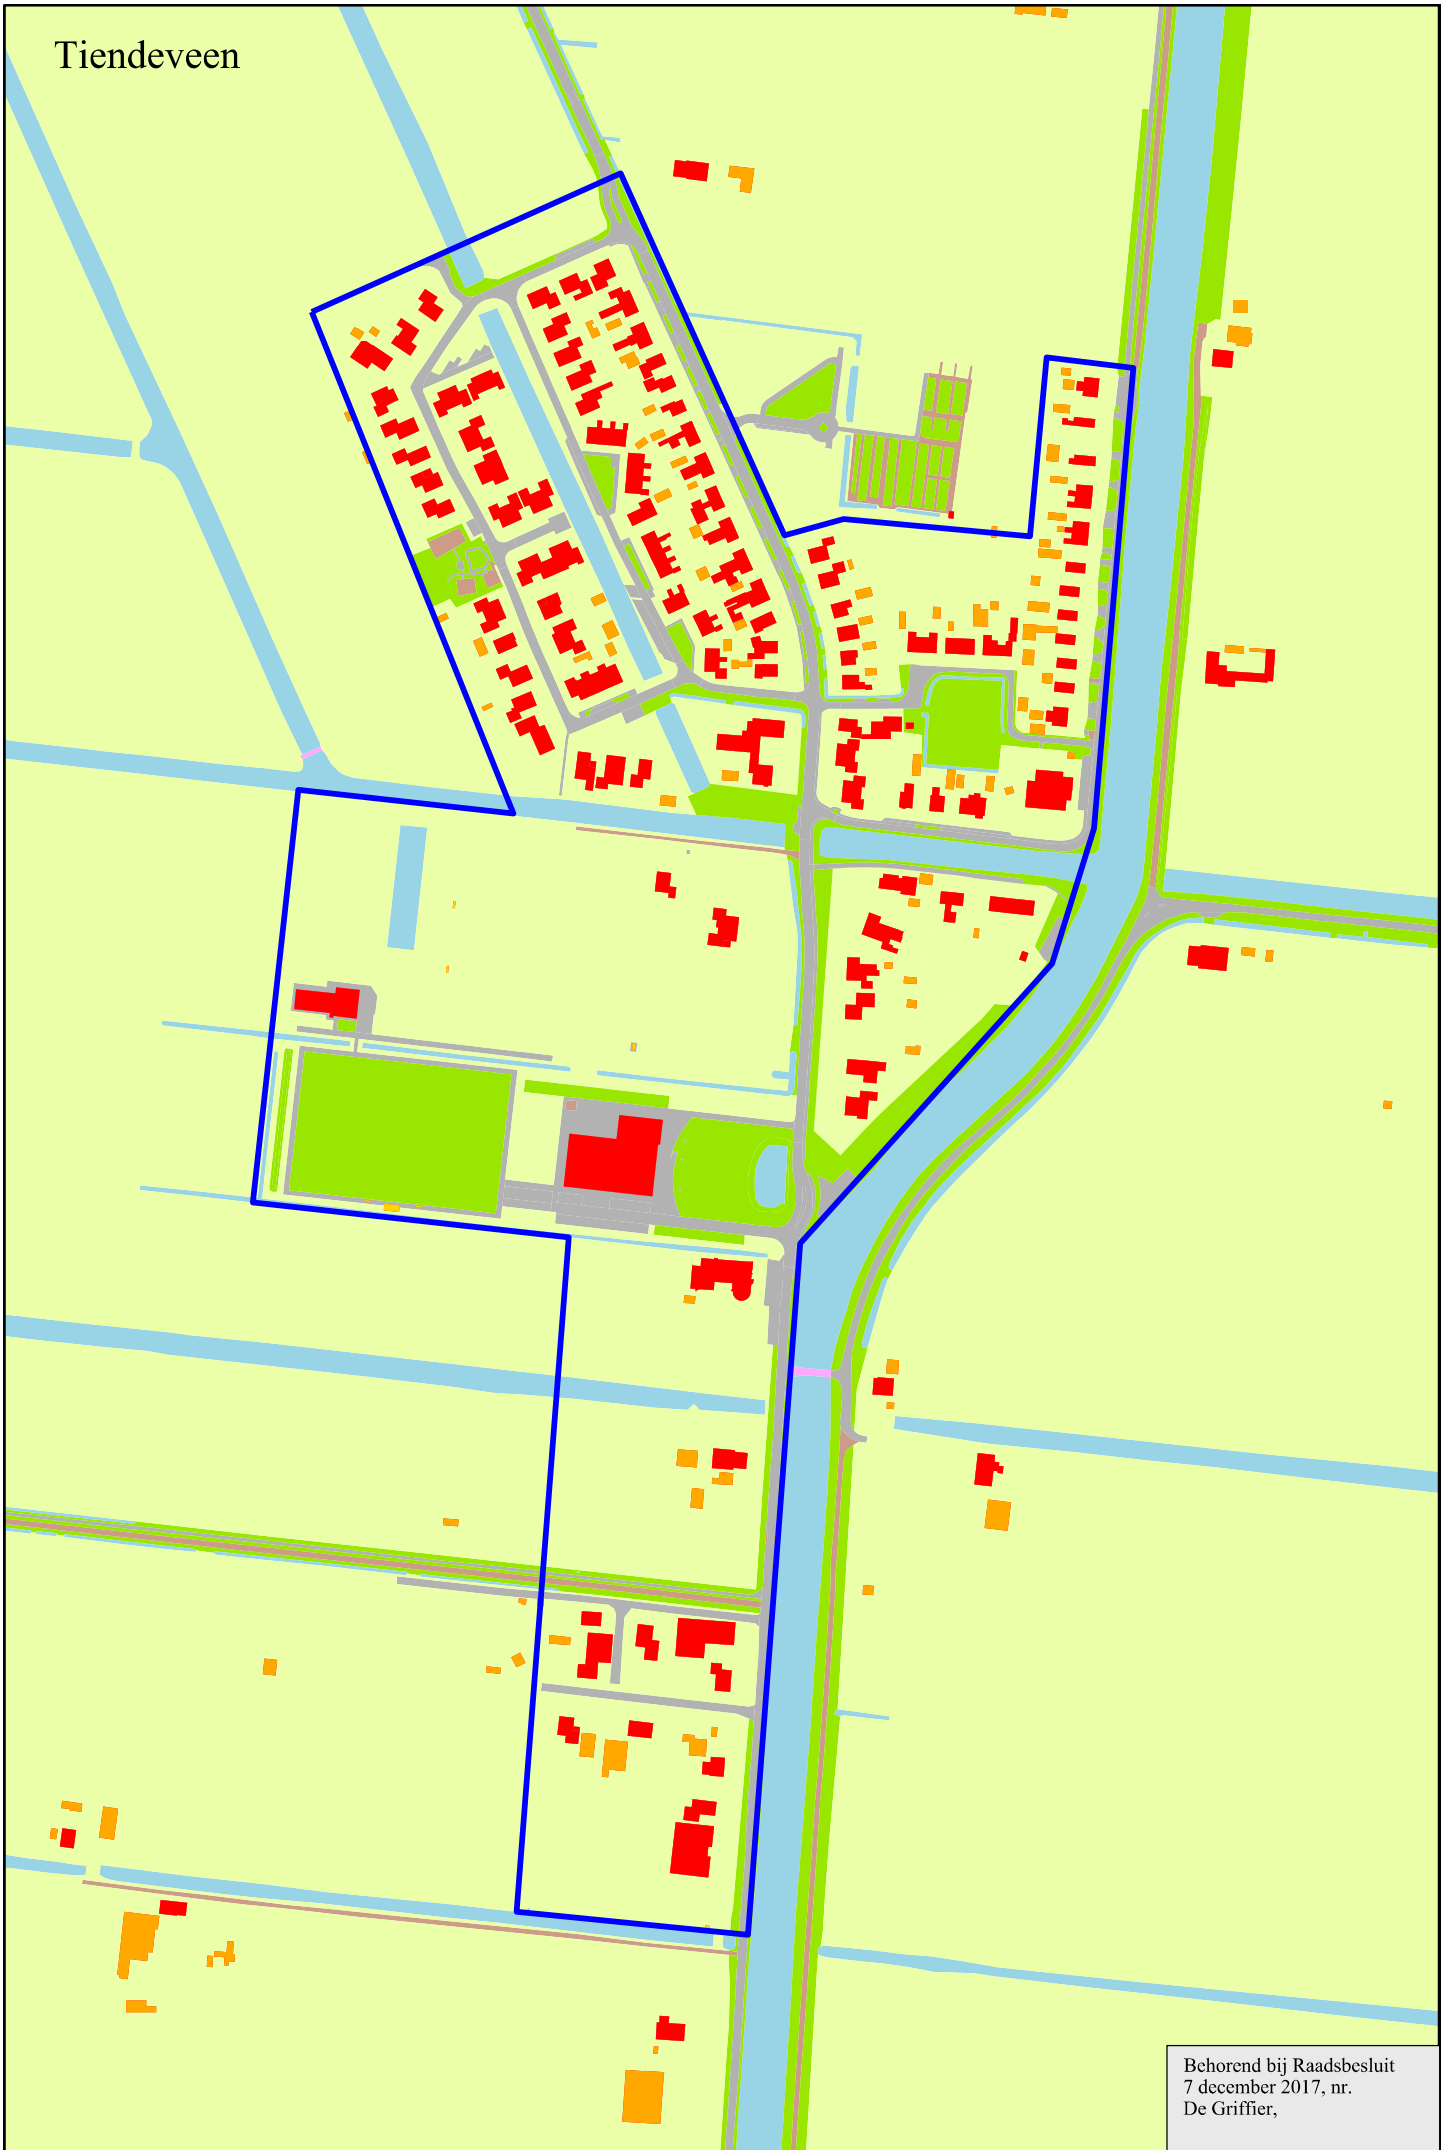 Tiendeveen
Behorend bij Raadsbesluit
7 december 2017, nr.
De Griffier,